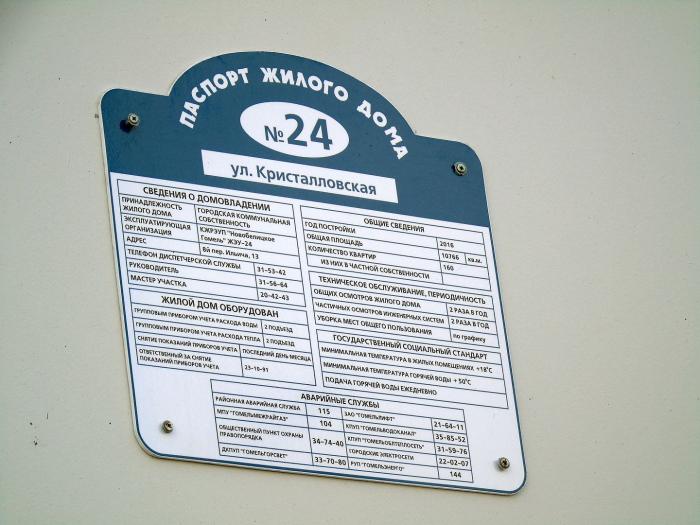 ПАСПОРТ ЖИЛОГО ДОМА
№24
ул. Кристалловская
СВЕДЕНИЯ О ДОМОВЛАДЕНИИ
ПРИНАДЛЕЖНОСТЬ ЖИЛОГО ДОМА
ГОРОДСКАЯ КОММУНАЛЬНАЯ СОБСТВЕННОСТЬ
ЭКСПЛУАТИРУЮЩАЯ ОРГАНИЗАЦИЯ
КЖРЭУП "Новобелицкое Гомель" ЖЭУ-24
АДРЕС
8й пер. Ильича, 13
ТЕЛЕФОН ДИСПЕТЧЕРСКОЙ СЛУЖБЫ 31-53-42
РУКОВОДИТЕЛЬ 31-56-64
МАСТЕР УЧАСТКА 20-42-43
ЖИЛОЙ ДОМ ОБОРУДОВАН
ГРУППОВЫМ ПРИБОРОМ УЧЕТА РАСХОДА ВОДЫ 2 ПОДЪЕЗД
ГРУППОВЫМ ПРИБОРОМ УЧЕТА РАСХОДА ТЕПЛА 2 ПОДЪЕЗД
СНЯТИЕ ПОКАЗАНИЙ ПРИБОРОВ УЧЕТА ПОСЛЕДНИЙ ДЕНЬ МЕСЯЦА
ОТВЕТСТВЕННЫЙ ЗА СНЯТИЕ ПОКАЗАНИЙ ПРИБОРОВ УЧЕТА 23-10-91
ОБЩИЕ СВЕДЕНИЯ
ГОД ПОСТРОЙКИ 2016
ОБЩАЯ ПЛОЩАДЬ 10766 кв.м.
КОЛИЧЕСТВО КВАРТИР 160
ИЗ НИХ В ЧАСТНОЙ СОБСТВЕННОСТИ
ТЕХНИЧЕСКОЕ ОБСЛУЖИВАНИЕ, ПЕРИОДИЧНОСТЬ
ОБЩИХ ОСМОТРОВ ЖИЛОГО ДОМА 2 РАЗА В ГОД
ЧАСТИЧНЫХ ОСМОТРОВ ИНЖЕНЕРНЫХ СИСТЕМ 2 РАЗА В ГОД
УБОРКА МЕСТ ОБЩЕГО ПОЛЬЗОВАНИЯ по графику
ГОСУДАРСТВЕННЫЙ СОЦИАЛЬНЫЙ СТАНДАРТ
МИНИМАЛЬНАЯ ТЕМПЕРАТУРА В ЖИЛЫХ ПОМЕЩЕНИЯХ +18°С
МИНИМАЛЬНАЯ ТЕМПЕРАТУРА ГОРЯЧЕЙ ВОДЫ +50°С
ПОДАЧА ГОРЯЧЕЙ ВОДЫ ЕЖЕДНЕВНО
АВАРИЙНЫЕ СЛУЖБЫ
РАЙОННАЯ АВАРИЙНАЯ СЛУЖБА 115
МПУ "ГОМЕЛЬМЕЖРАЙГАЗ" 104
ОБЩЕСТВЕННЫЙ ПУНКТ ОХРАНЫ ПРАВОПОРЯДКА 34-74-40
ДКПУП "ГОМЕЛЬГОРСВЕТ" 33-70-80
ЗАО "ГОМЕЛЬЛИФТ" 21-64-11
КПУП "ГОМЕЛЬВОДОКАНАЛ" 35-85-52
КПУП "ГОМЕЛЬОБЛТЕПЛОСЕТЬ" 31-59-76
ГОРОДСКИЕ ЭЛЕКТРОСЕТИ 22-02-07
РУП "ГОМЕЛЬЭНЕРГО" 144